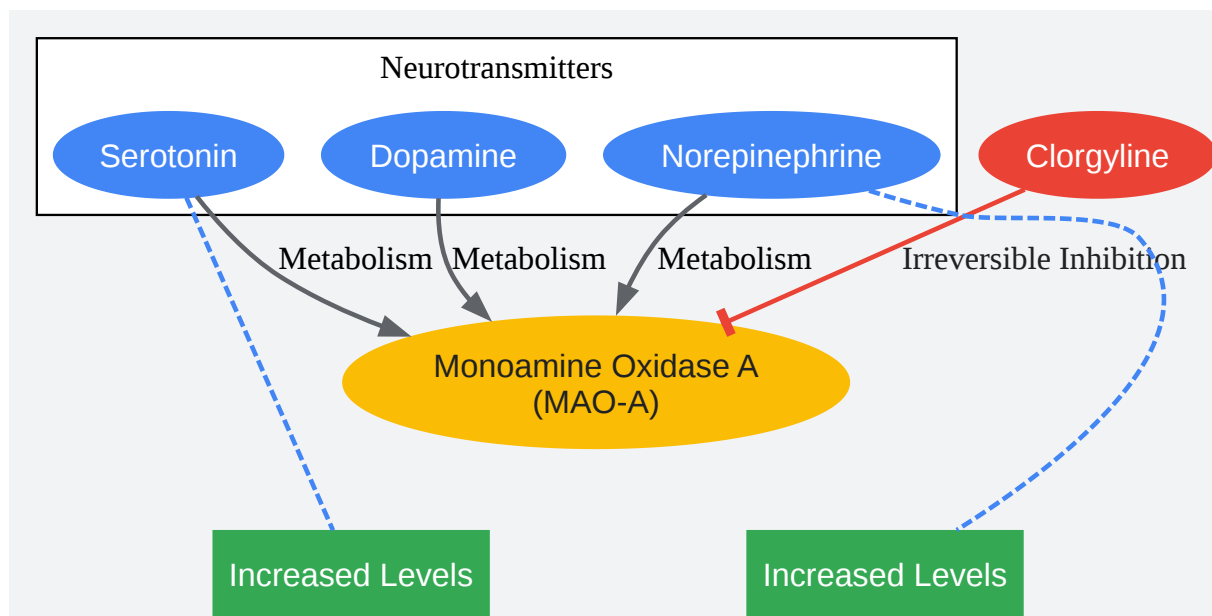 Neurotransmitters
Serotonin
Dopamine
Norepinephrine
Clorgyline
Metabolism
Metabolism
Metabolism
Irreversible Inhibition
Monoamine Oxidase A
(MAO-A)
Increased Levels
Increased Levels